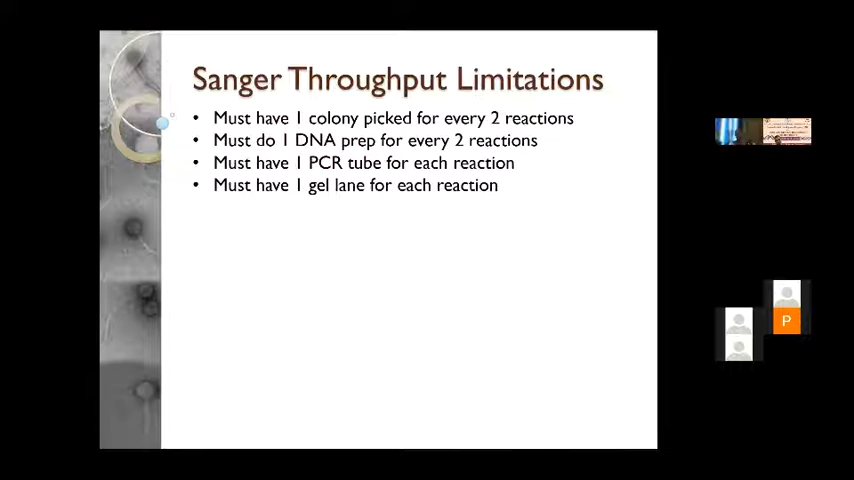 Sanger Throughput Limitations
• Must have 1 colony picked for every 2 reactions
• Must do 1 DNA prep for every 2 reactions
• Must have 1 PCR tube for each reaction
• Must have 1 gel lane for each reaction
P